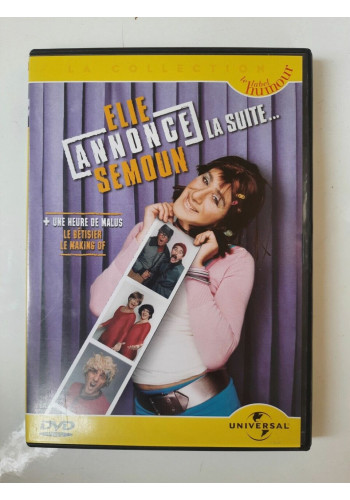 LA COLLECTION
le label
humour
ELIE
ANNONCE
SEMOUN
LA SUITE...
+ UNE HEURE DE MALUS
LE BÊTISIER
LE MAKING OF
DVD
VIDEO
UNIVERSAL